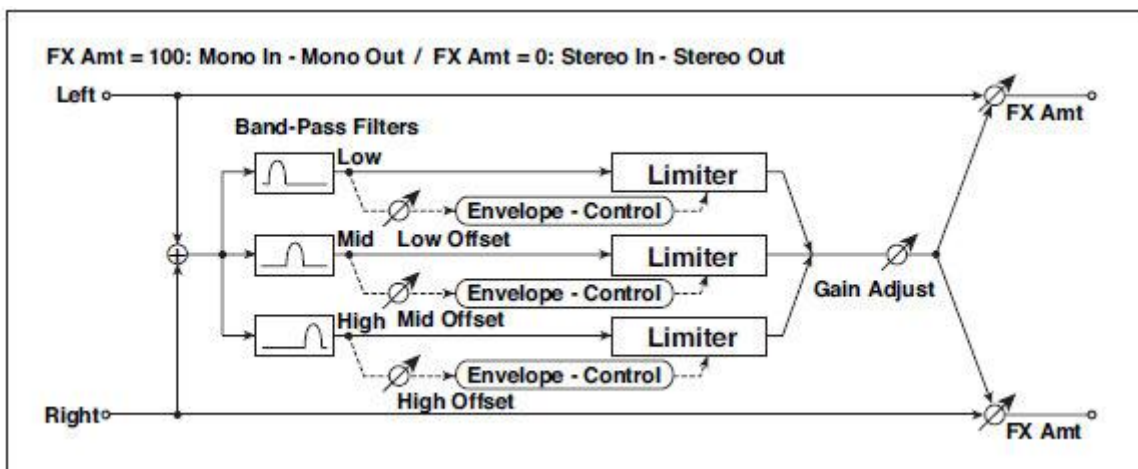 FX Amt = 100: Mono In - Mono Out / FX Amt = 0: Stereo In - Stereo Out
Left
FX Amt
Band-Pass Filters
Low
Limiter
Envelope - Control
Low Offset
Mid
Limiter
Envelope - Control
Mid Offset
Gain Adjust
High
Limiter
Envelope - Control
High Offset
Right
FX Amt